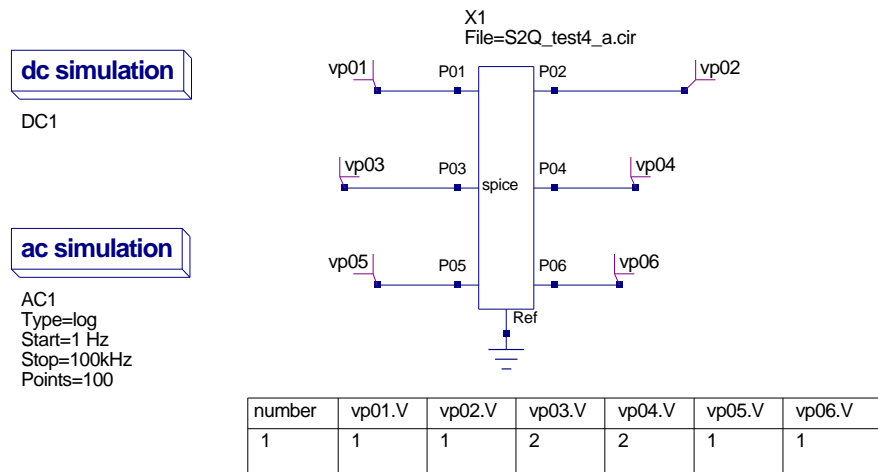 X1
File=S2Q_test4_a.cir
dc simulation
DC1
vp01 P01 P02 vp02
vp03 P03 P04 vp04
spice
ac simulation
vp05 P05 P06 vp06
AC1
Type=log
Start=1 Hz
Stop=100kHz
Points=100
Ref
number vp01.V vp02.V vp03.V vp04.V vp05.V vp06.V
1 1 1 2 2 1 1